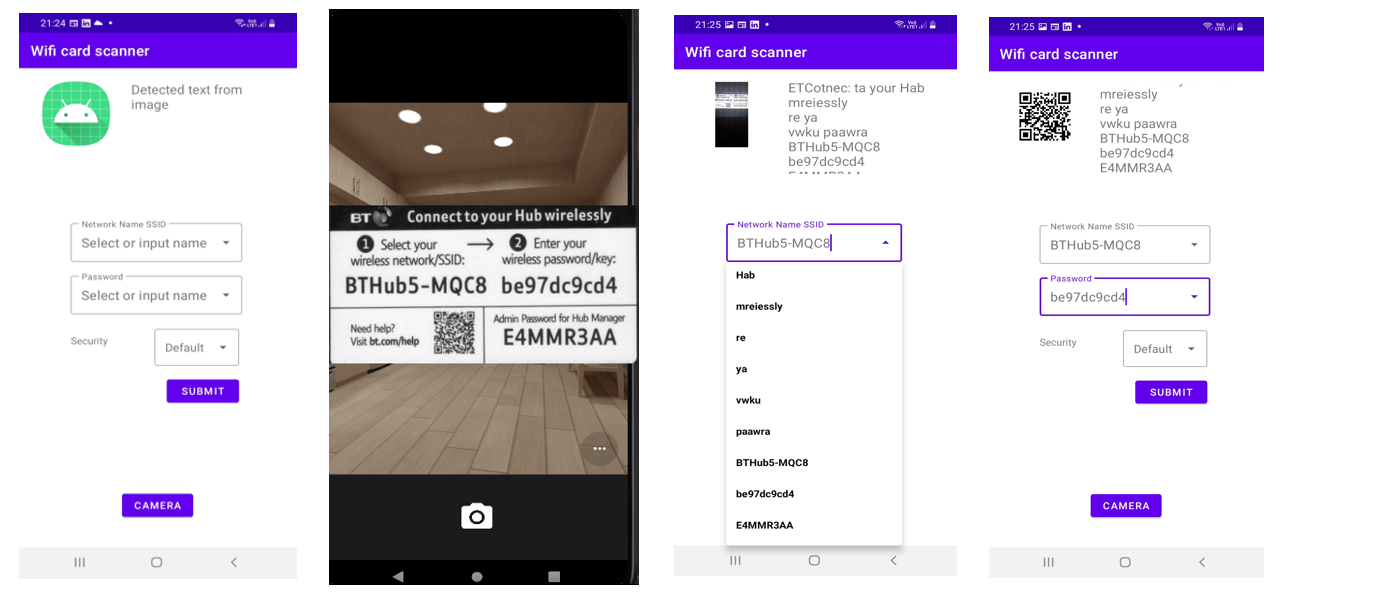 21:24
Wifi card scanner
Detected text from
image
Network Name SSID
Select or input name
Password
Select or input name
Security
Default
SUBMIT
CAMERA
BT
Connect to your Hub wirelessly
1 Select your
wireless network/SSID:
2 Enter your
wireless password/key:
BTHub5-MQC8 be97dc9cd4
Need help?
Visit bt.com/help
Admin Password for Hub Manager
E4MMR3AA
21:25
Wifi card scanner
ETCotnec: ta your Hab
mreiessly
re ya
vwku paawra
BTHub5-MQC8
be97dc9cd4
E4MMR3AA
Network Name SSID
BTHub5-MQC8
Hab
mreiessly
re
ya
vwku
paawra
BTHub5-MQC8
be97dc9cd4
E4MMR3AA
21:25
Wifi card scanner
mreiessly
re ya
vwku paawra
BTHub5-MQC8
be97dc9cd4
E4MMR3AA
Network Name SSID
BTHub5-MQC8
Password
be97dc9cd4
Security
Default
SUBMIT
CAMERA